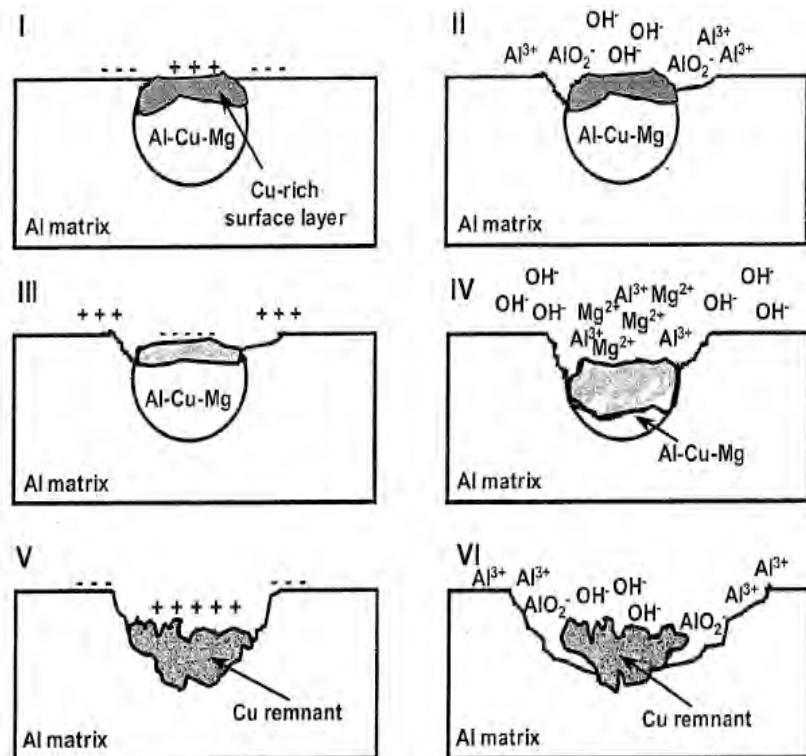 I
- - - + + + - - -
Al-Cu-Mg
Cu-rich
surface layer
Al matrix
II
OH⁻
OH⁻
Al³⁺ AlO₂⁻ OH⁻ AlO₂⁻ Al³⁺ Al³⁺
Al-Cu-Mg
Al matrix
III
+ + + - - - - - + + +
Al-Cu-Mg
Al matrix
IV
OH⁻ OH⁻
OH⁻ OH⁻ Mg²⁺ Al³⁺ Mg²⁺ OH⁻ OH⁻
Mg²⁺
Al³⁺ Mg²⁺ Al³⁺
Al-Cu-Mg
Al matrix
V
- - - + + + + + - - -
Cu remnant
Al matrix
VI
Al³⁺ Al³⁺ AlO₂⁻ OH⁻ OH⁻ OH⁻ AlO₂⁻ Al³⁺ Al³⁺
Cu remnant
Al matrix